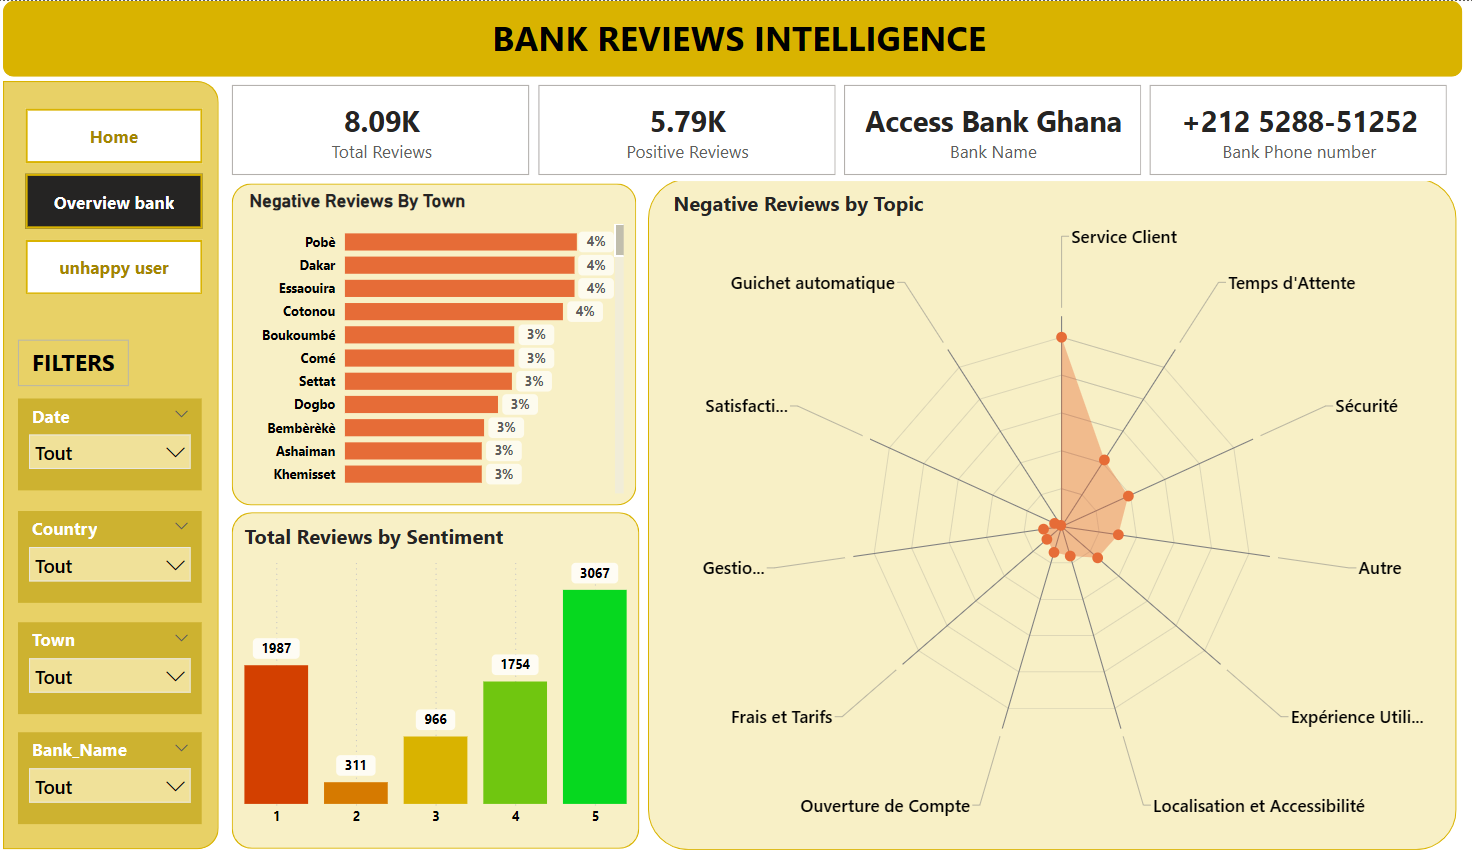 BANK REVIEWS INTELLIGENCE
Home
Overview bank
unhappy user
FILTERS
Date
Tout
Country
Tout
Town
Tout
Bank_Name
Tout
8.09K
Total Reviews
5.79K
Positive Reviews
Access Bank Ghana
Bank Name
+212 5288-51252
Bank Phone number
Negative Reviews By Town
Pobè 4%
Dakar 4%
Essaouira 4%
Cotonou 4%
Boukoumbé 3%
Comé 3%
Settat 3%
Dogbo 3%
Bembèrèkè 3%
Ashaiman 3%
Khemisset 3%
Total Reviews by Sentiment
1987
311
966
1754
3067
1 2 3 4 5
Negative Reviews by Topic
Service Client
Temps d'Attente
Sécurité
Autre
Expérience Utili...
Localisation et Accessibilité
Ouverture de Compte
Frais et Tarifs
Gestio...
Satisfacti...
Guichet automatique